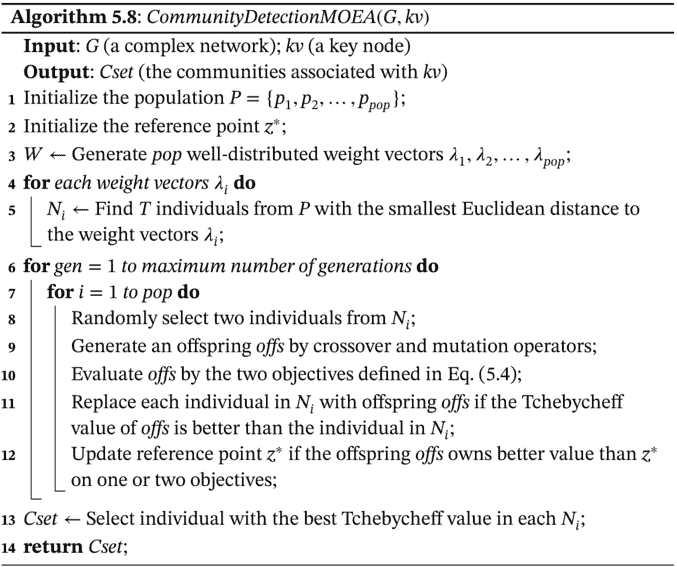 Algorithm 5.8: CommunityDetectionMOEA(G, kv)
Input: G (a complex network); kv (a key node)
Output: Cset (the communities associated with kv)
1 Initialize the population P = {p₁, p₂, …, pₚₒₚ};
2 Initialize the reference point z*;
3 W ← Generate pop well-distributed weight vectors λ₁, λ₂, …, λₚₒₚ;
4 for each weight vectors λᵢ do
5 Nᵢ ← Find T individuals from P with the smallest Euclidean distance to
the weight vectors λᵢ;
6 for gen = 1 to maximum number of generations do
7 for i = 1 to pop do
8 Randomly select two individuals from Nᵢ;
9 Generate an offspring offs by crossover and mutation operators;
10 Evaluate offs by the two objectives defined in Eq. (5.4);
11 Replace each individual in Nᵢ with offspring offs if the Tchebycheff
value of offs is better than the individual in Nᵢ;
12 Update reference point z* if the offspring offs owns better value than z*
on one or two objectives;
13 Cset ← Select individual with the best Tchebycheff value in each Nᵢ;
14 return Cset;